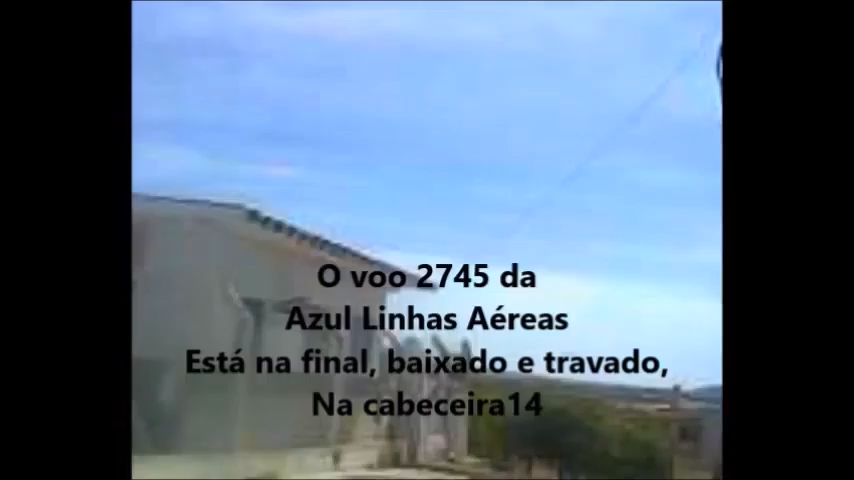 O voo 2745 da
Azul Linhas Aéreas
Está na final, baixado e travado,
Na cabeceira14